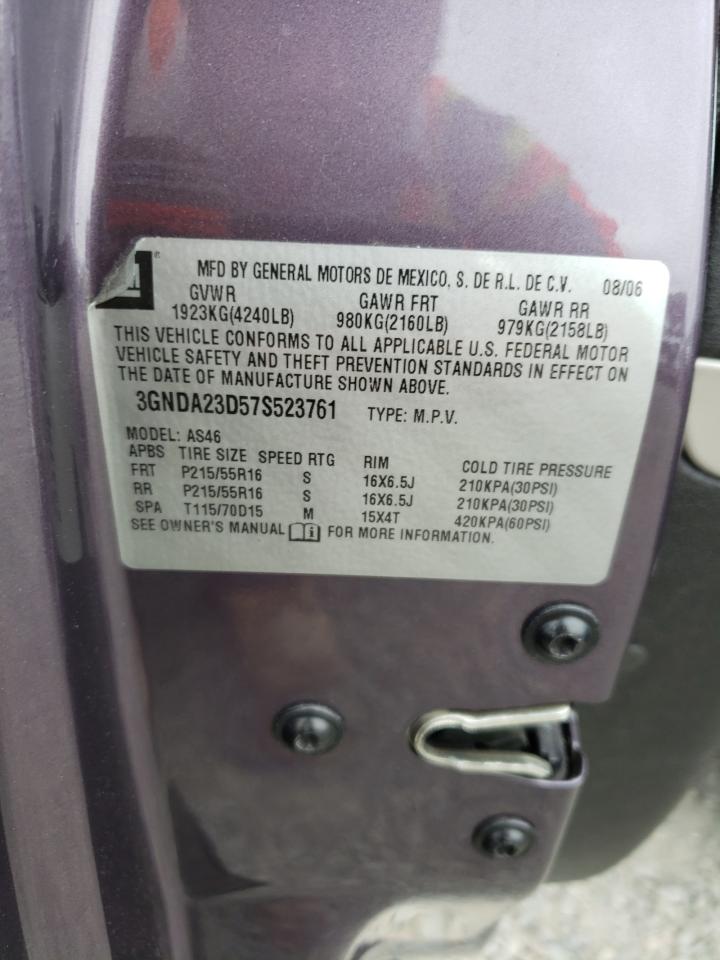 MFD BY GENERAL MOTORS DE MEXICO, S. DE R.L. DE C.V. 08/06
GVWR GAWR FRT GAWR RR
1923KG(4240LB) 980KG(2160LB) 979KG(2158LB)
THIS VEHICLE CONFORMS TO ALL APPLICABLE U.S. FEDERAL MOTOR
VEHICLE SAFETY AND THEFT PREVENTION STANDARDS IN EFFECT ON
THE DATE OF MANUFACTURE SHOWN ABOVE.
3GNDA23D57S523761 TYPE: M.P.V.
MODEL: AS46
APBS TIRE SIZE SPEED RTG RIM COLD TIRE PRESSURE
FRT P215/55R16 S 16X6.5J 210KPA(30PSI)
RR P215/55R16 S 16X6.5J 210KPA(30PSI)
SPA T115/70D15 M 15X4T 420KPA(60PSI)
SEE OWNER'S MANUAL i FOR MORE INFORMATION.